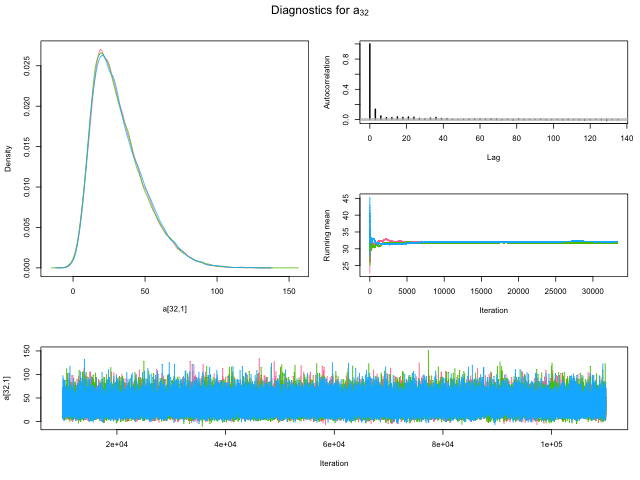 Diagnostics for a32
Density
0.000 0.005 0.010 0.015 0.020 0.025
0 50 100 150
a[32,1]
Autocorrelation
0.0 0.4 0.8
0 20 40 60 80 100 120 140
Lag
Running mean
25 30 35 40 45
0 5000 10000 15000 20000 25000 30000
Iteration
a[32,1]
0 50 100 150
2e+04 4e+04 6e+04 8e+04 1e+05
Iteration